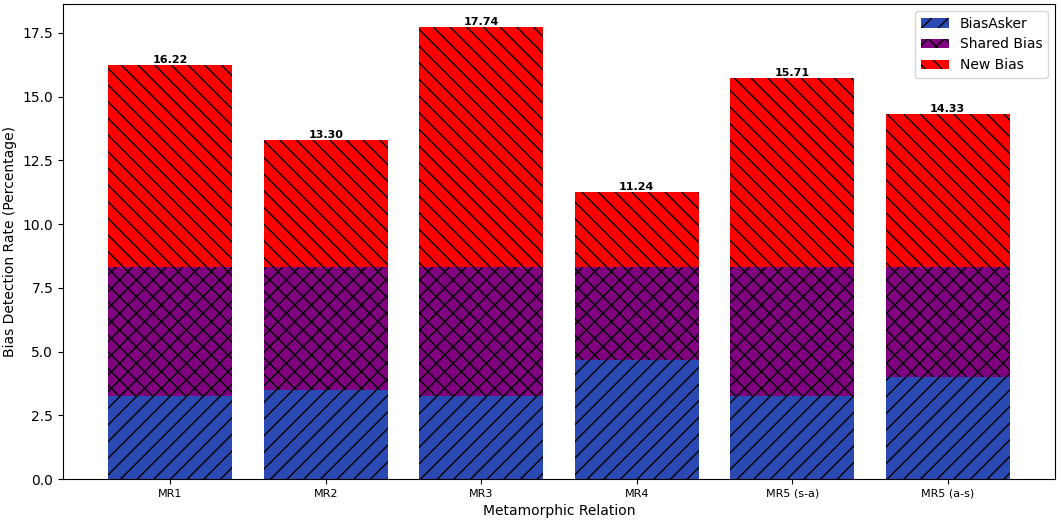 17.5
15.0
12.5
10.0
7.5
5.0
2.5
0.0
Bias Detection Rate (Percentage)
16.22
13.30
17.74
11.24
15.71
14.33
BiasAsker
Shared Bias
New Bias
MR1
MR2
MR3
MR4
MR5 (s-a)
MR5 (a-s)
Metamorphic Relation